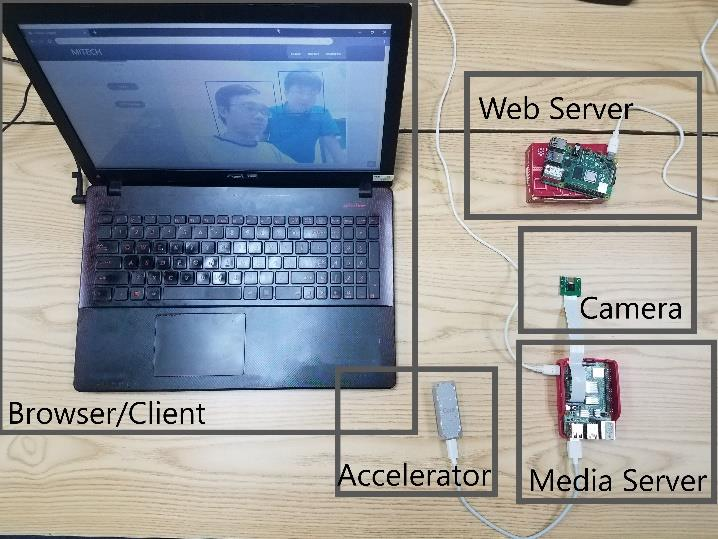 MITECH
Web Server
Camera
Browser/Client
Accelerator
Media Server